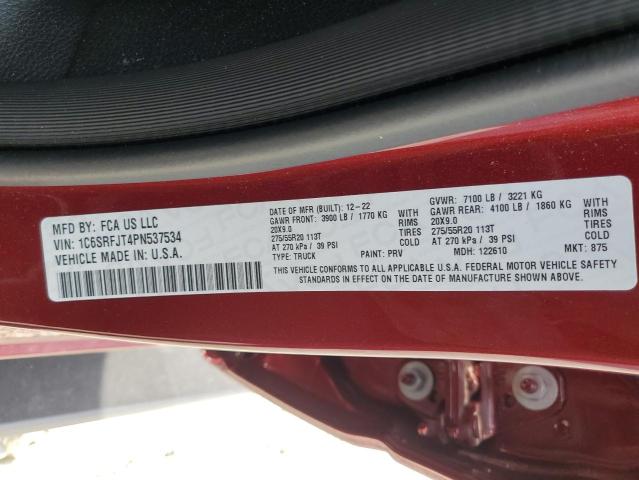 MFD BY: FCA US LLC
VIN: 1C6SRFJT4PN537534
VEHICLE MADE IN: U.S.A.
DATE OF MFR (BUILT): 12-22
GAWR FRONT: 3900 LB / 1770 KG WITH
20X9.0 RIMS
275/55R20 113T TIRES
AT 270 kPa / 39 PSI COLD
TYPE: TRUCK PAINT: PRV
GVWR: 7100 LB / 3221 KG
GAWR REAR: 4100 LB / 1860 KG WITH
20X9.0 RIMS
275/55R20 113T TIRES
AT 270 kPa / 39 PSI COLD
MDH: 122610 MKT: 875
THIS VEHICLE CONFORMS TO ALL APPLICABLE U.S.A. FEDERAL MOTOR VEHICLE SAFETY
STANDARDS IN EFFECT ON THE DATE OF MANUFACTURE SHOWN ABOVE.